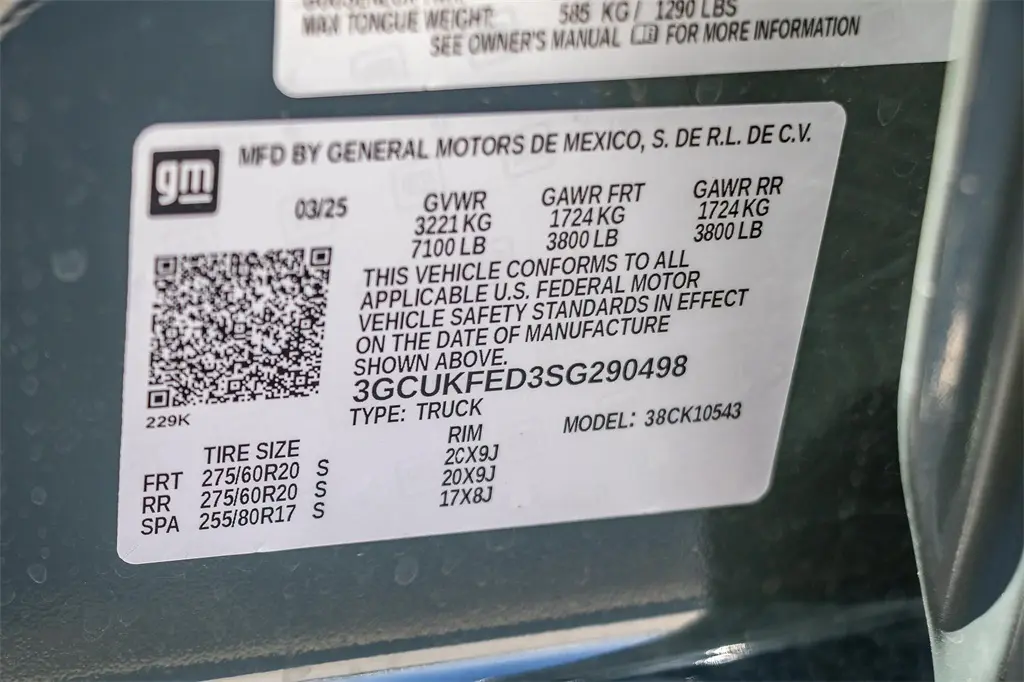 MAX TONGUE WEIGHT: 585 KG / 1290 LBS
SEE OWNER'S MANUAL FOR MORE INFORMATION
gm
MFD BY GENERAL MOTORS DE MEXICO, S. DE R.L. DE C.V.
03/25 GVWR GAWR FRT GAWR RR
3221 KG 1724 KG 1724 KG
7100 LB 3800 LB 3800 LB
THIS VEHICLE CONFORMS TO ALL
APPLICABLE U.S. FEDERAL MOTOR
VEHICLE SAFETY STANDARDS IN EFFECT
ON THE DATE OF MANUFACTURE
SHOWN ABOVE.
3GCUKFED3SG290498
229K
TYPE: TRUCK MODEL: 38CK10543
TIRE SIZE RIM
FRT 275/60R20 S 20X9J
RR 275/60R20 S 20X9J
SPA 255/80R17 S 17X8J